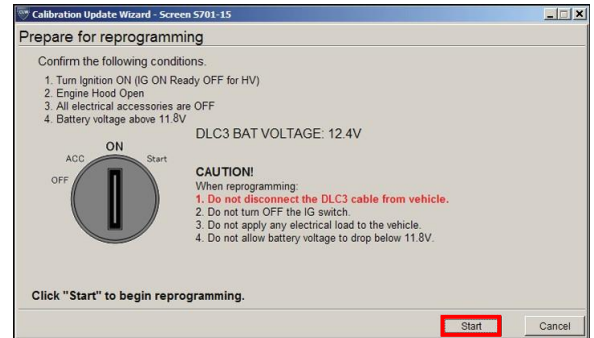 Calibration Update Wizard - Screen S701-15
Prepare for reprogramming
Confirm the following conditions.
1. Turn Ignition ON (IG ON Ready OFF for HV)
2. Engine Hood Open
3. All electrical accessories are OFF
4. Battery voltage above 11.8V
DLC3 BAT VOLTAGE: 12.4V
ON
ACC
Start
OFF
CAUTION!
When reprogramming:
1. Do not disconnect the DLC3 cable from vehicle.
2. Do not turn OFF the IG switch.
3. Do not apply any electrical load to the vehicle.
4. Do not allow battery voltage to drop below 11.8V.
Click "Start" to begin reprogramming.
Start
Cancel